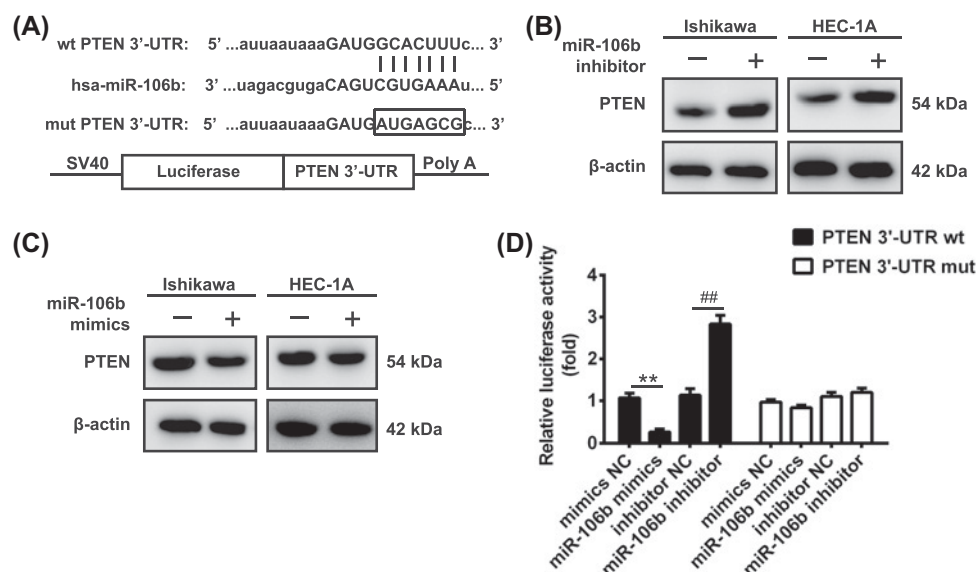 (A)
wt PTEN 3’-UTR: 5’ ...auuaauaaaGAUGGCACUUUc... 3’
hsa-miR-106b: 3’ ...uagacgugaCAGUCGUGAAAu... 5’
mut PTEN 3’-UTR: 5’ ...auuaauaaaGAUGAUGAGCGc... 3’
SV40 Luciferase PTEN 3’-UTR Poly A
(B)
Ishikawa HEC-1A
miR-106b
inhibitor − + − +
PTEN 54 kDa
β-actin 42 kDa
(C)
Ishikawa HEC-1A
miR-106b
mimics − + − +
PTEN 54 kDa
β-actin 42 kDa
(D)
PTEN 3'-UTR wt
PTEN 3'-UTR mut
Relative luciferase activity
(fold)
4
3
2
1
0
**
##
mimics NC
miR-106b mimics
inhibitor NC
miR-106b inhibitor
mimics NC
miR-106b mimics
inhibitor NC
miR-106b inhibitor